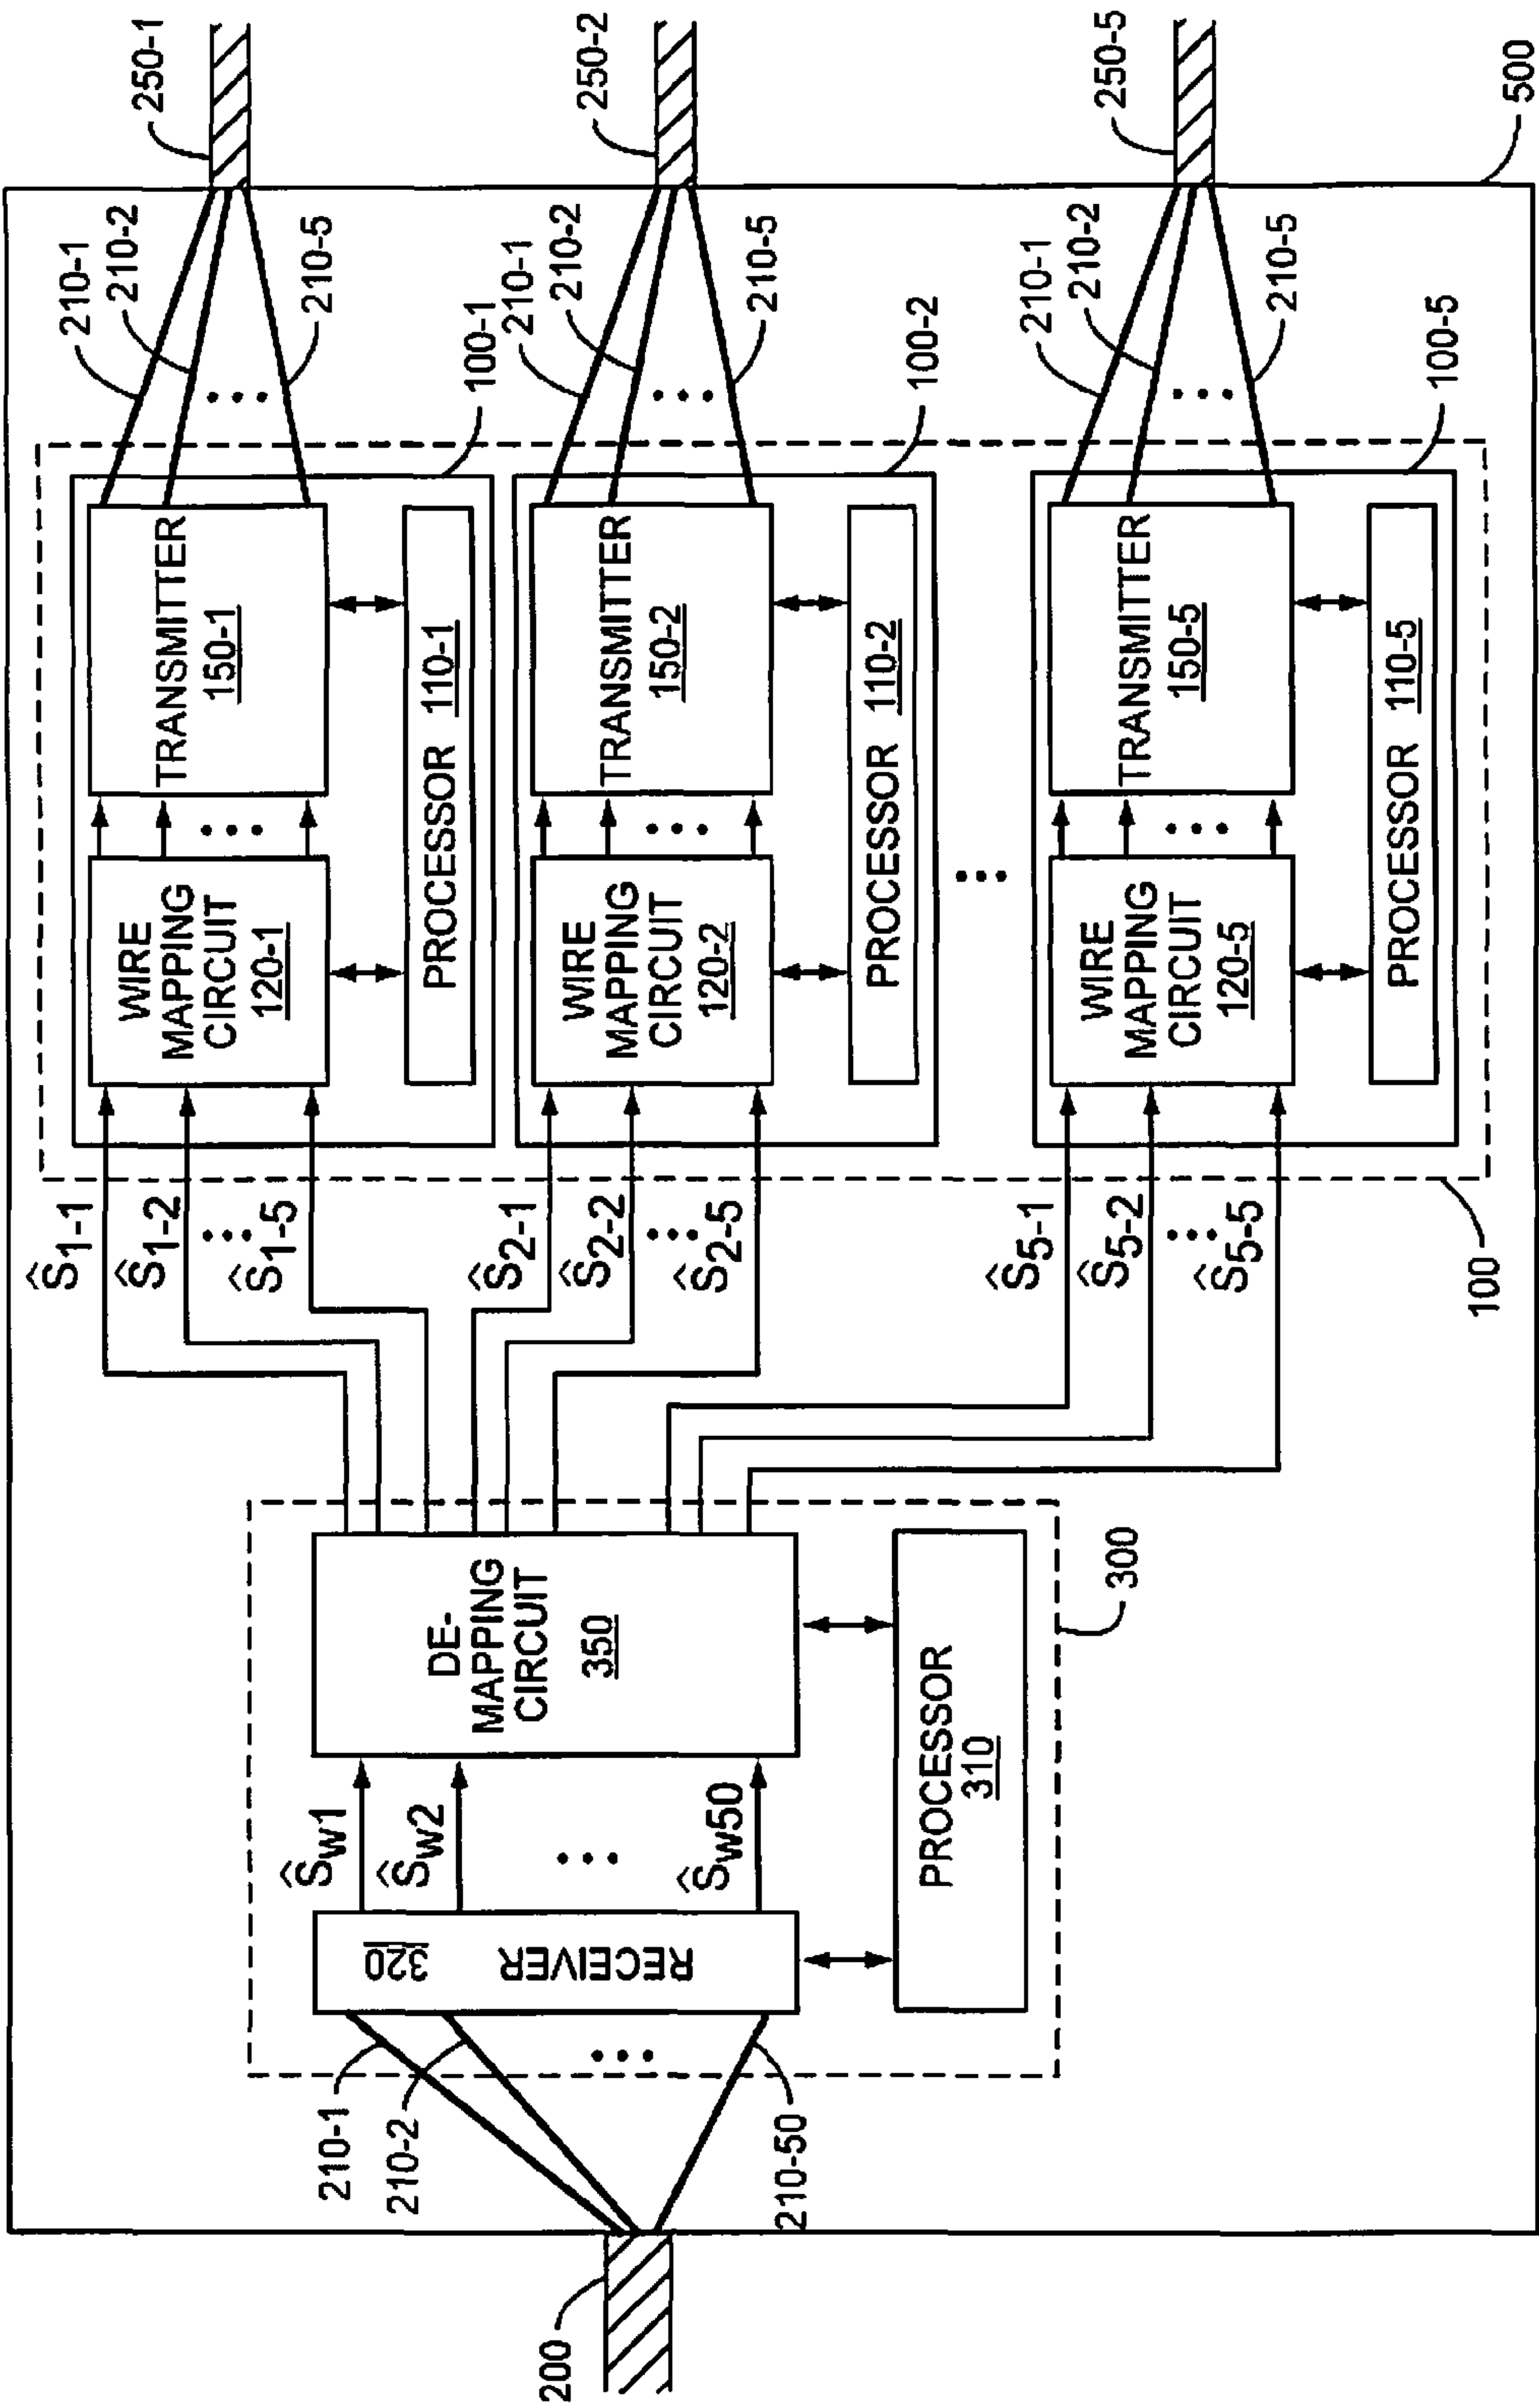 200
210-1
210-2
210-50
RECEIVER
320
Ŝw1
Ŝw2
Ŝw50
DE-
MAPPING
CIRCUIT
350
PROCESSOR
310
300
Ŝ1-1
Ŝ1-2
Ŝ1-5
Ŝ2-1
Ŝ2-2
Ŝ2-5
Ŝ5-1
Ŝ5-2
Ŝ5-5
100
WIRE
MAPPING
CIRCUIT
120-1
TRANSMITTER
150-1
PROCESSOR 110-1
100-1
210-1
210-2
210-5
250-1
WIRE
MAPPING
CIRCUIT
120-2
TRANSMITTER
150-2
PROCESSOR 110-2
100-2
210-1
210-2
210-5
250-2
WIRE
MAPPING
CIRCUIT
120-5
TRANSMITTER
150-5
PROCESSOR 110-5
100-5
210-1
210-2
210-5
250-5
500